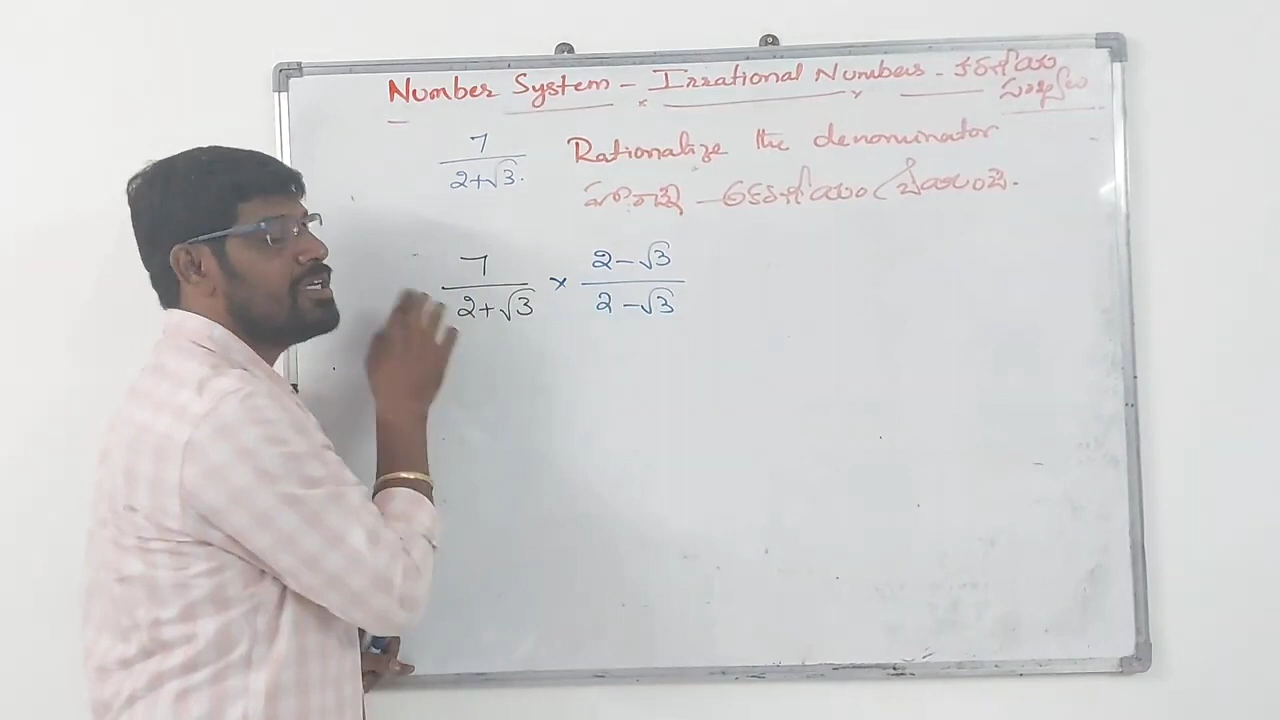 Number System - Irrational Numbers - కరణీయ
సంఖ్యలు
7/(2+√3). Rationalize the denominator
హారాన్ని అకరణీయం చేయండి.
7/(2+√3) × (2-√3)/(2-√3)